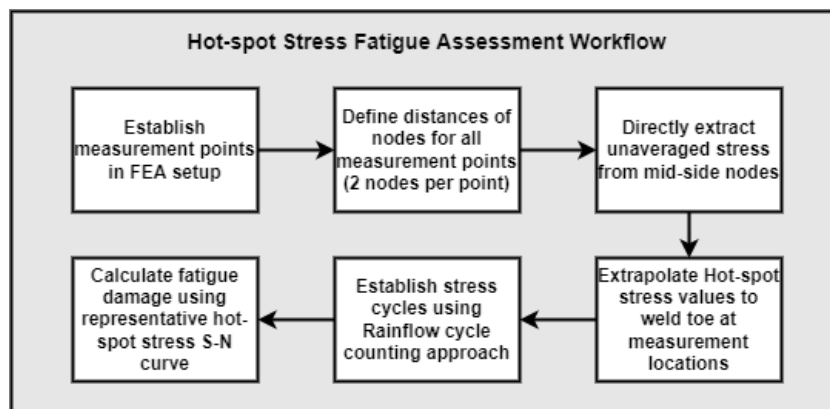 Hot-spot Stress Fatigue Assessment Workflow
Establish
measurement points
in FEA setup
Define distances of
nodes for all
measurement points
(2 nodes per point)
Directly extract
unaveraged stress
from mid-side nodes
Extrapolate Hot-spot
stress values to
weld toe at
measurement
locations
Establish stress
cycles using
Rainflow cycle
counting approach
Calculate fatigue
damage using
representative hot-
spot stress S-N
curve